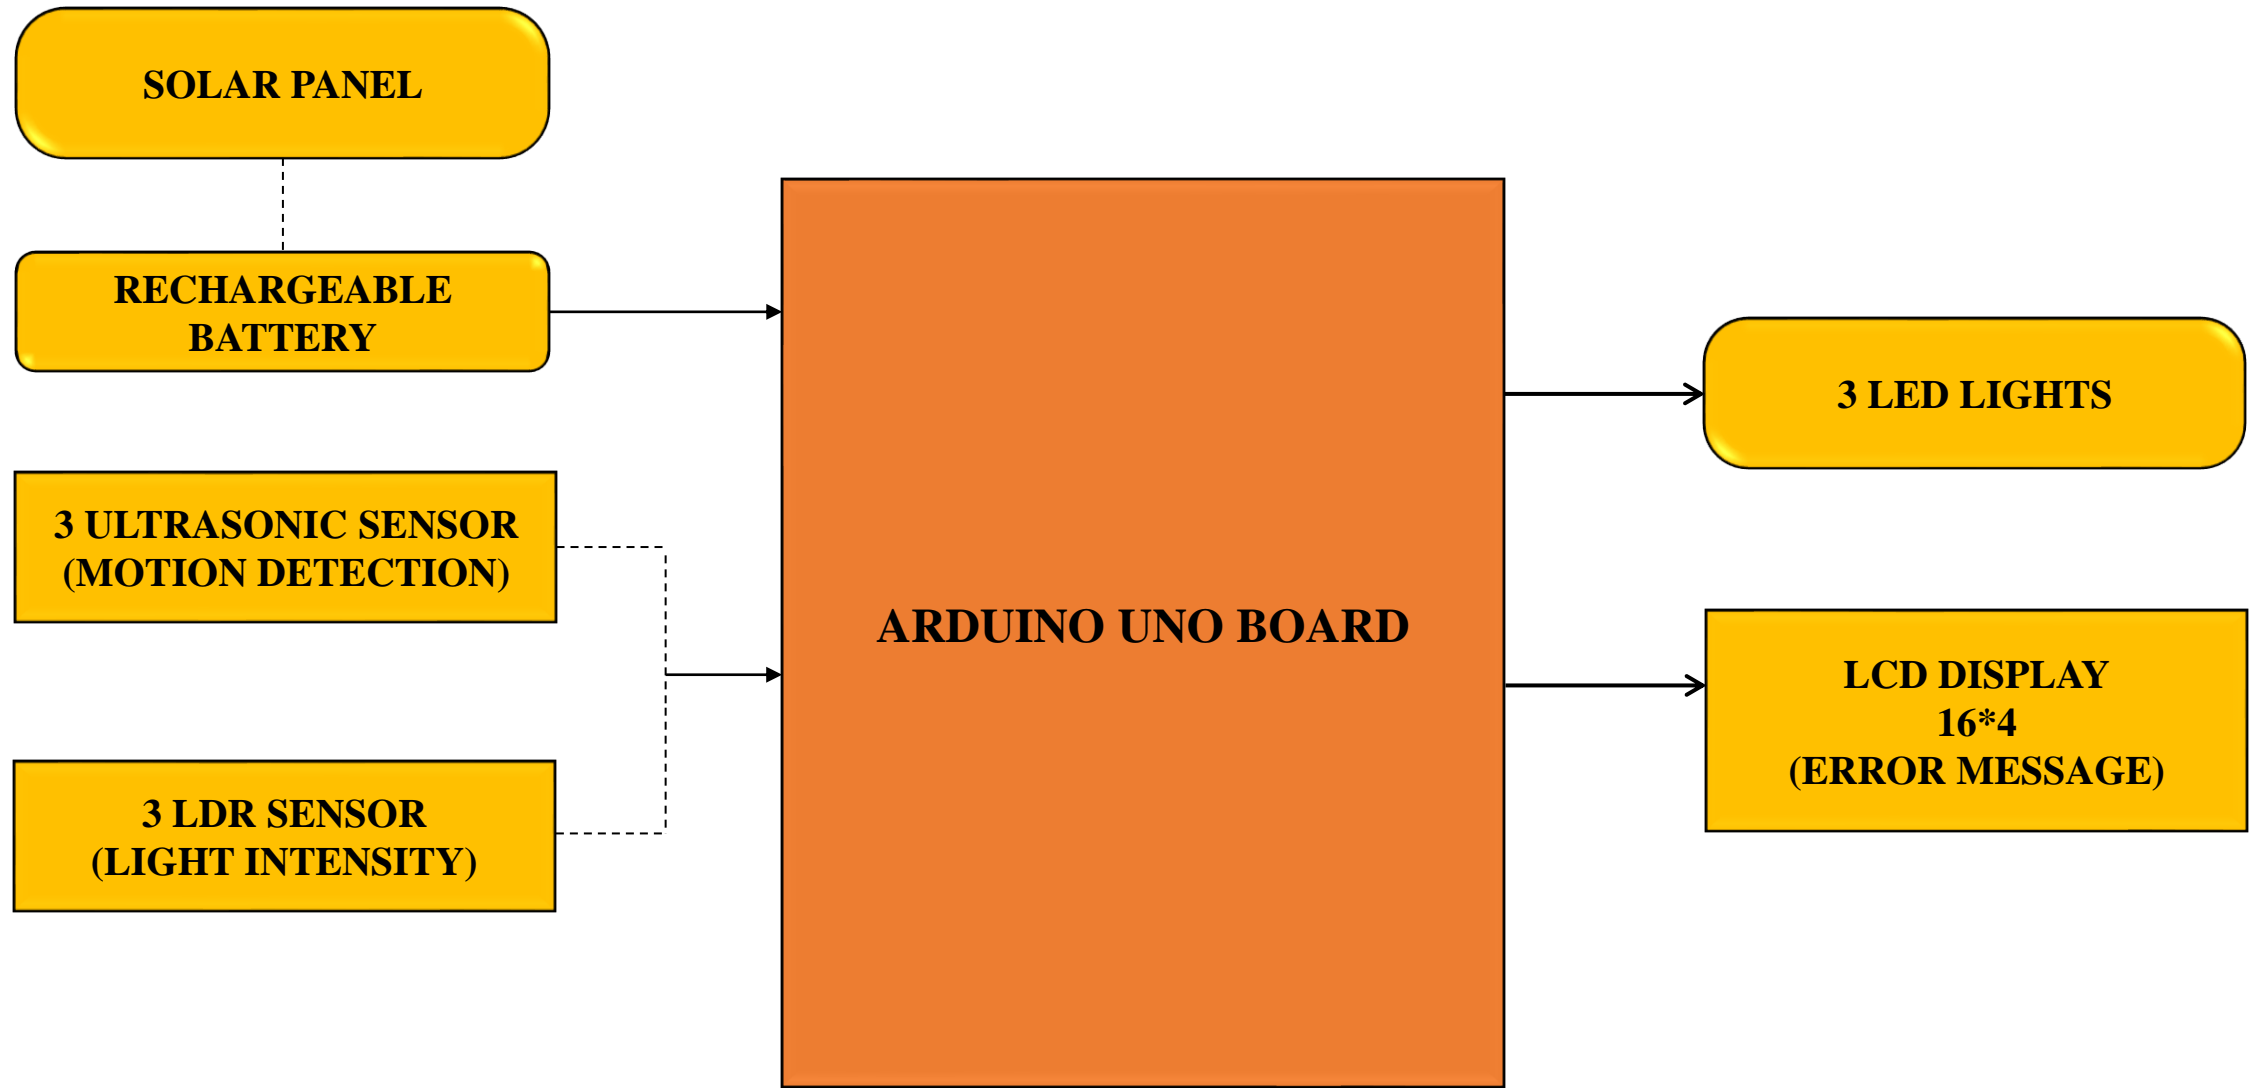 SOLAR PANEL
RECHARGEABLE
BATTERY
3 ULTRASONIC SENSOR
(MOTION DETECTION)
3 LDR SENSOR
(LIGHT INTENSITY)
ARDUINO UNO BOARD
3 LED LIGHTS
LCD DISPLAY
16*4
(ERROR MESSAGE)